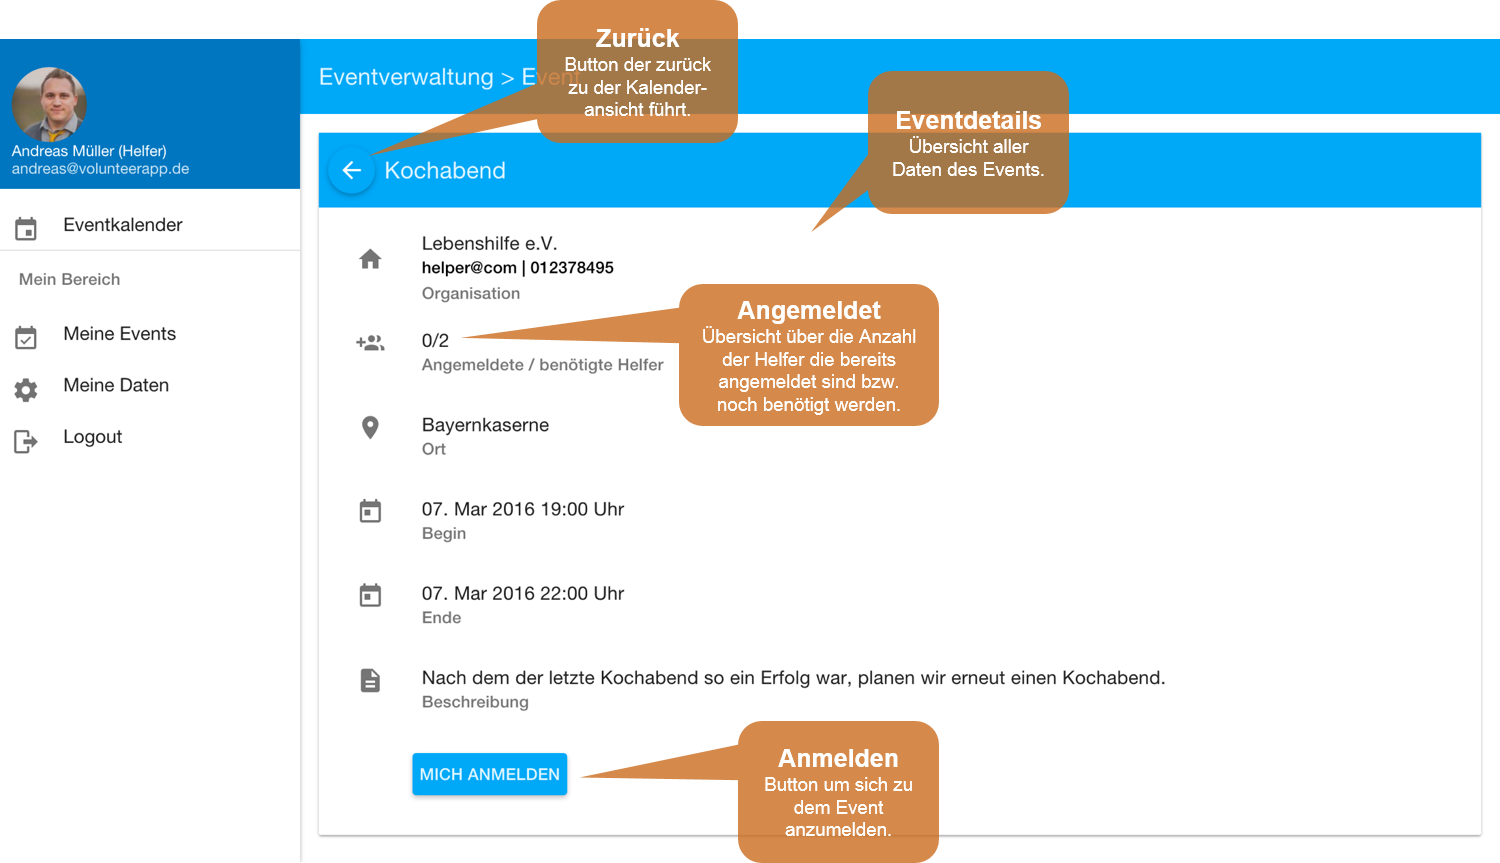 Zurück
Button der zurück
zu der Kalender-
ansicht führt.
Eventverwaltung > Event
Andreas Müller (Helfer)
andreas@volunteerapp.de
Eventdetails
Übersicht aller
Daten des Events.
Kochabend
Eventkalender
Mein Bereich
Meine Events
Meine Daten
Logout
Lebenshilfe e.V.
helper@com | 012378495
Organisation
0/2
Angemeldete / benötigte Helfer
Angemeldet
Übersicht über die Anzahl
der Helfer die bereits
angemeldet sind bzw.
noch benötigt werden.
Bayernkaserne
Ort
07. Mar 2016 19:00 Uhr
Begin
07. Mar 2016 22:00 Uhr
Ende
Nach dem der letzte Kochabend so ein Erfolg war, planen wir erneut einen Kochabend.
Beschreibung
MICH ANMELDEN
Anmelden
Button um sich zu
dem Event
anzumelden.